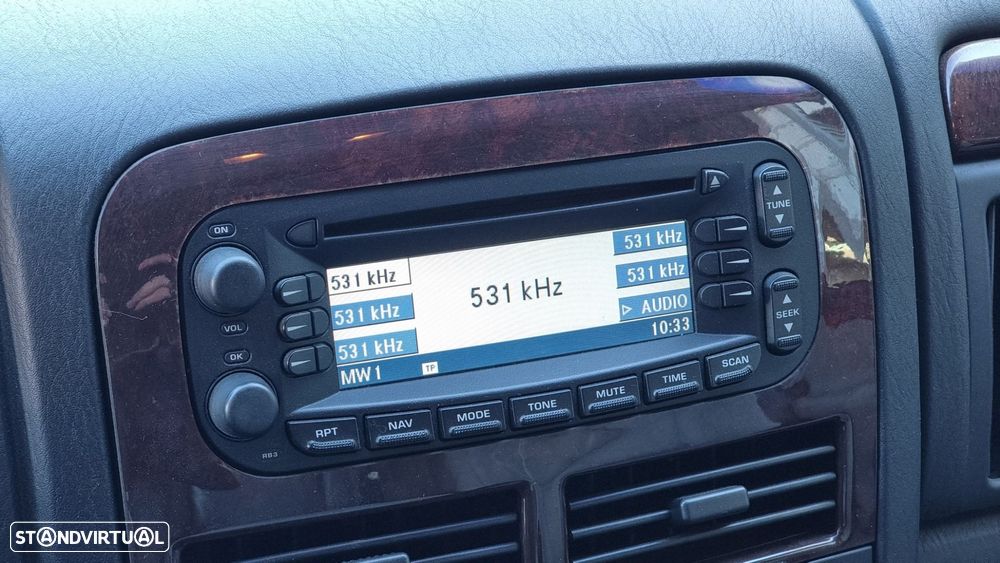 ON
TUNE
531 kHz
531 kHz
531 kHz
531 kHz
531 kHz
531 kHz
AUDIO
10:33
MW1
TP
VOL
OK
SEEK
RPT
NAV
MODE
TONE
MUTE
TIME
SCAN
RB3
STANDVIRTUAL